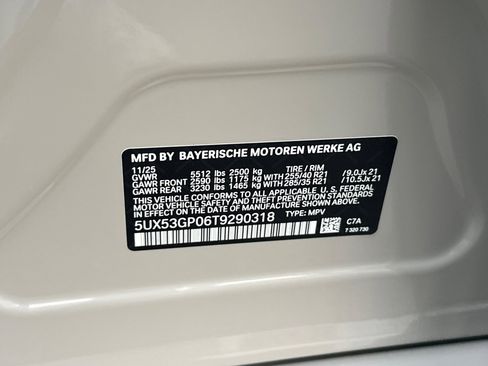 MFD BY BAYERISCHE MOTOREN WERKE AG
11/25 5512 lbs 2500 kg TIRE / RIM
GVWR
GAWR FRONT 2590 lbs 1175 kg WITH 255/40 R21 / 9.0Jx 21
GAWR REAR 3230 lbs 1465 kg WITH 285/35 R21 / 10.5Jx 21
THIS VEHICLE CONFORMS TO ALL APPLICABLE U.S.
FEDERAL MOTOR VEHICLE SAFETY, BUMPER, AND THEFT PREVENTION
STANDARDS IN EFFECT ON THE DATE OF MANUFACTURE SHOWN ABOVE.
5UX53GP06T9290318 TYPE: MPV C7A
7 320 730